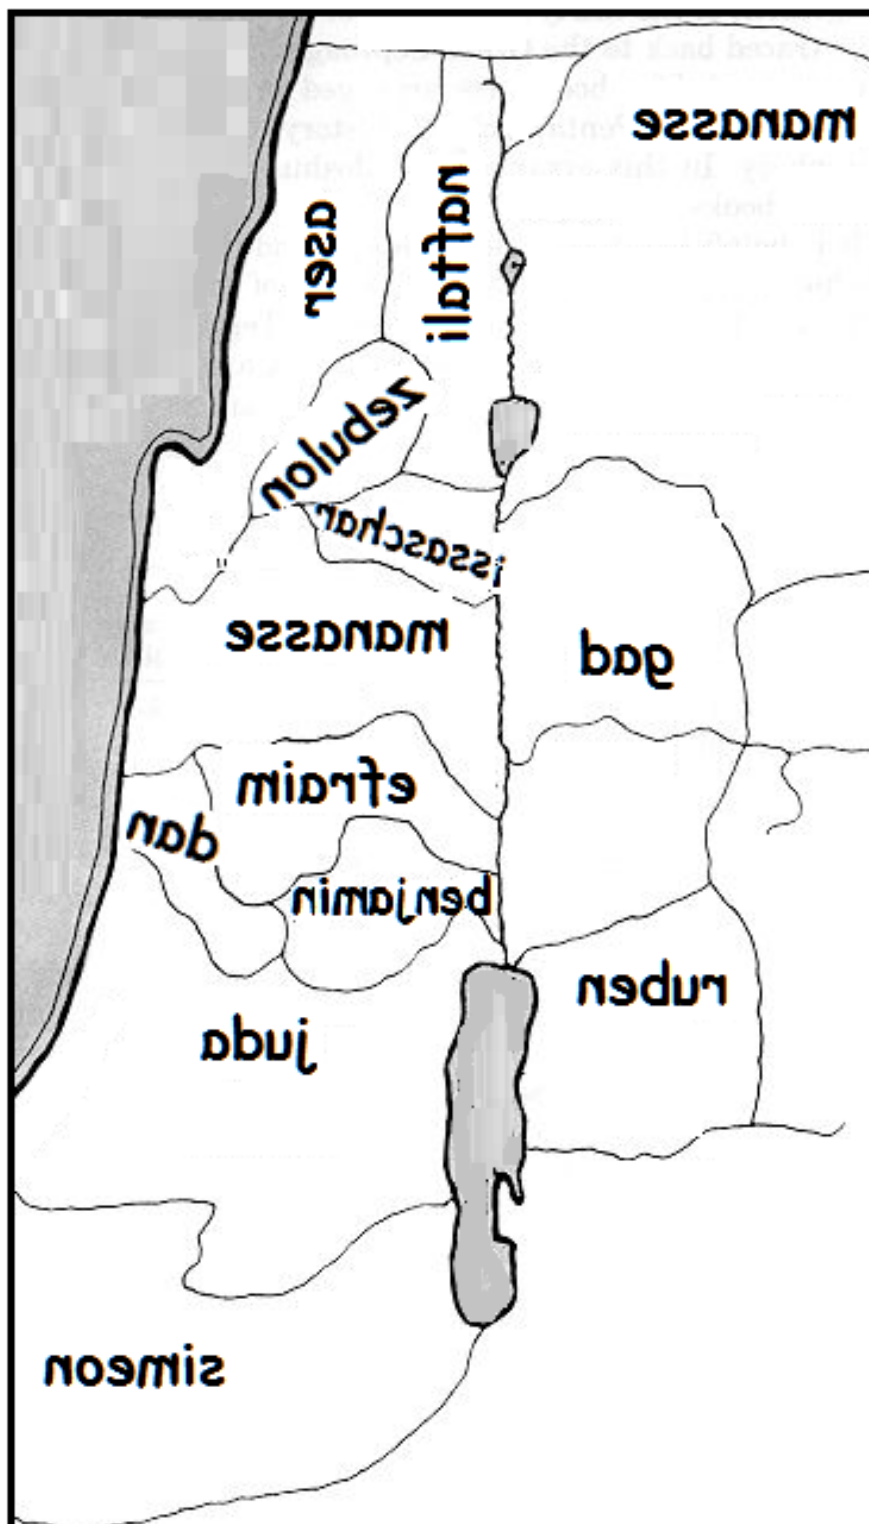 manasse
naftali
aser
zebulon
issaschar
manasse
gad
efraim
dan
benjamin
ruben
juda
simeon